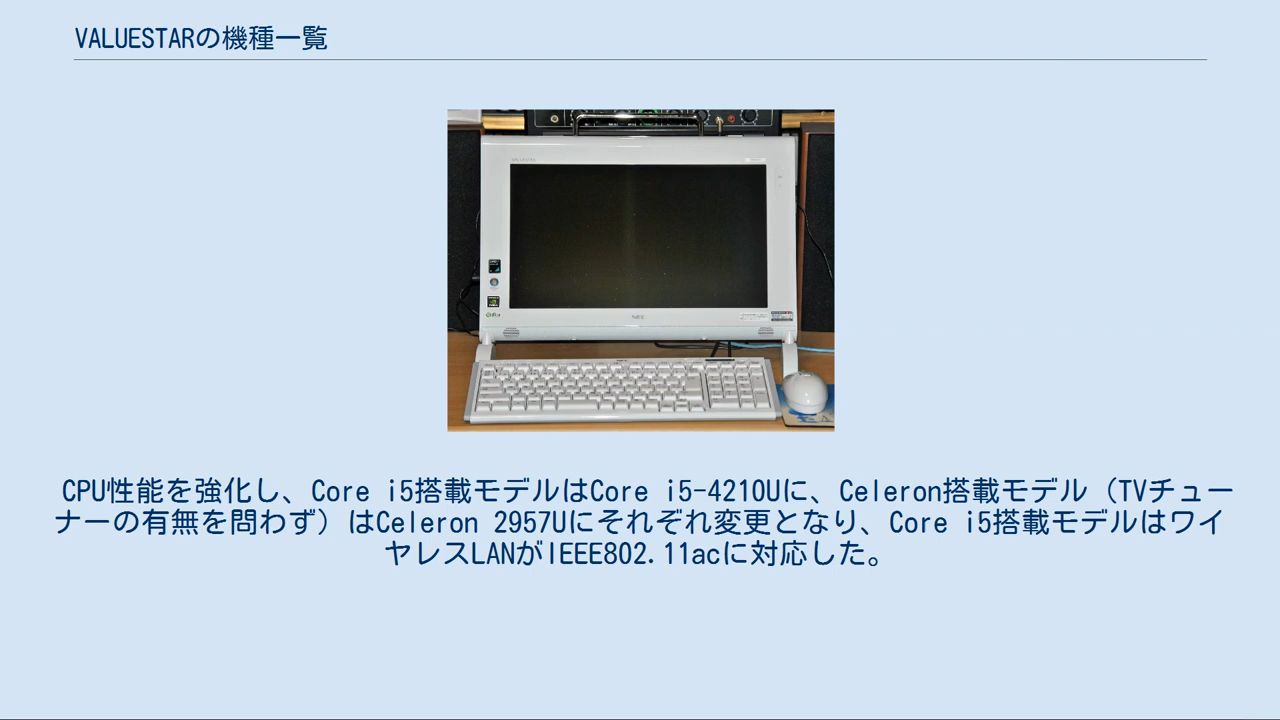 VALUESTARの機種一覧
NEC
CPU性能を強化し、Core i5搭載モデルはCore i5-4210Uに、Celeron搭載モデル（TVチュー
ナーの有無を問わず）はCeleron 2957Uにそれぞれ変更となり、Core i5搭載モデルはワイ
ヤレスLANがIEEE802.11acに対応した。